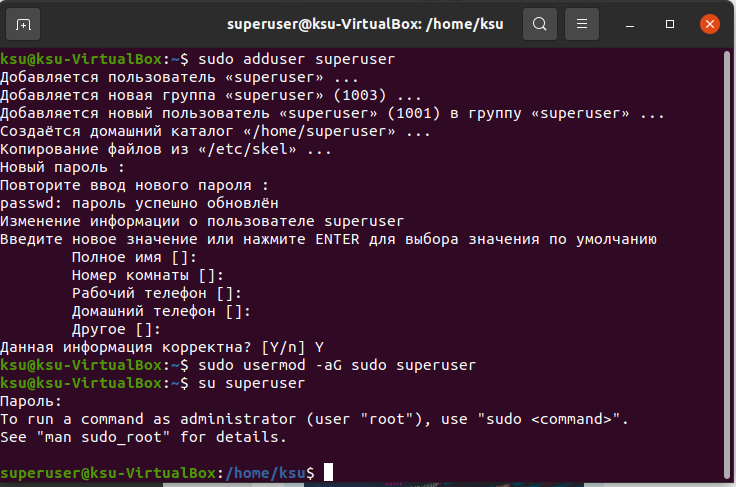 superuser@ksu-VirtualBox: /home/ksu
ksu@ksu-VirtualBox:~$ sudo adduser superuser
Добавляется пользователь «superuser» ...
Добавляется новая группа «superuser» (1003) ...
Добавляется новый пользователь «superuser» (1001) в группу «superuser» ...
Создаётся домашний каталог «/home/superuser» ...
Копирование файлов из «/etc/skel» ...
Новый пароль :
Повторите ввод нового пароля :
passwd: пароль успешно обновлён
Изменение информации о пользователе superuser
Введите новое значение или нажмите ENTER для выбора значения по умолчанию
Полное имя []:
Номер комнаты []:
Рабочий телефон []:
Домашний телефон []:
Другое []:
Данная информация корректна? [Y/n] Y
ksu@ksu-VirtualBox:~$ sudo usermod -aG sudo superuser
ksu@ksu-VirtualBox:~$ su superuser
Пароль:
To run a command as administrator (user "root"), use "sudo <command>".
See "man sudo_root" for details.
superuser@ksu-VirtualBox:/home/ksu$